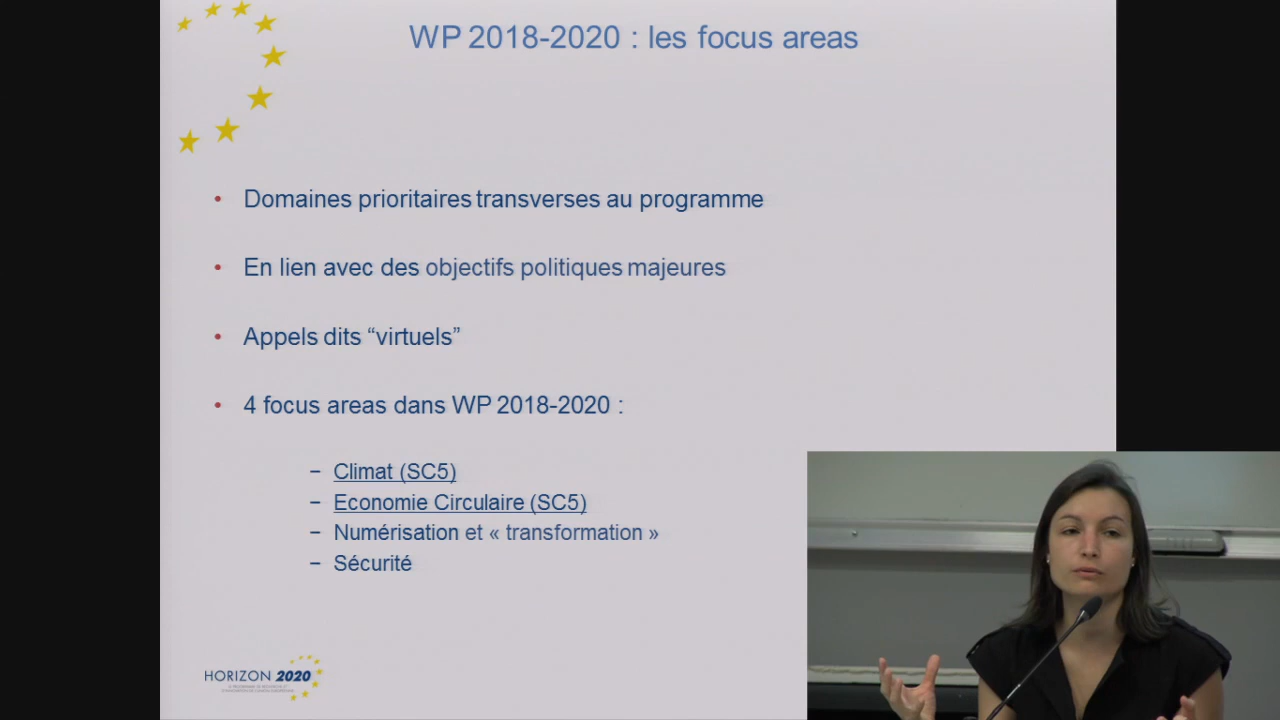 WP 2018-2020 : les focus areas
• Domaines prioritaires transverses au programme
• En lien avec des objectifs politiques majeures
• Appels dits “virtuels”
• 4 focus areas dans WP 2018-2020 :
− Climat (SC5)
− Economie Circulaire (SC5)
− Numérisation et « transformation »
− Sécurité
HORIZON 2020